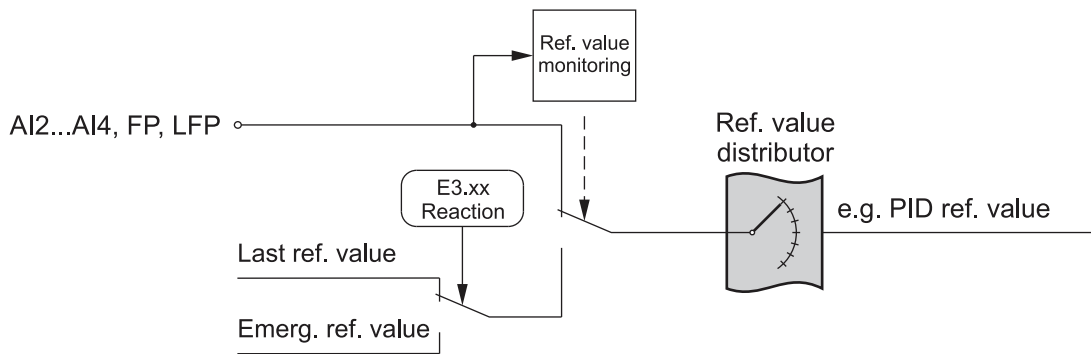 Ref. value
monitoring
AI2...AI4, FP, LFP
Ref. value
distributor
E3.xx
Reaction
e.g. PID ref. value
Last ref. value
Emerg. ref. value